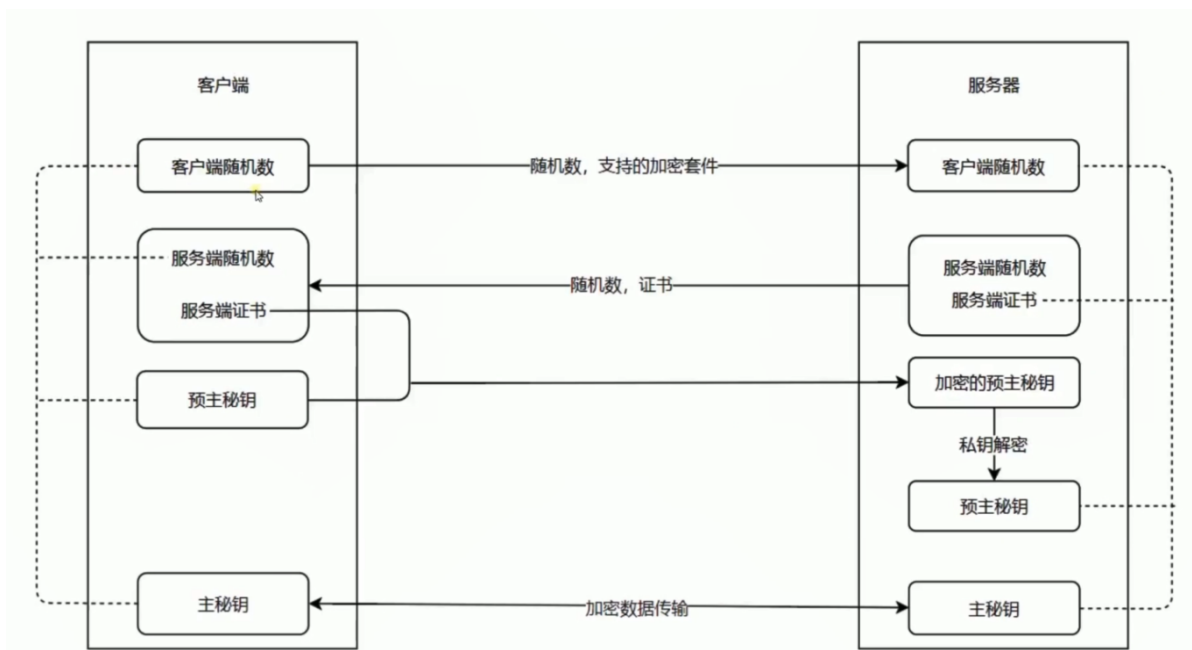 客户端
服务器
客户端随机数
随机数，支持的加密套件
客户端随机数
服务端随机数
服务端证书
随机数，证书
服务端随机数
服务端证书
预主秘钥
加密的预主秘钥
私钥解密
预主秘钥
主秘钥
加密数据传输
主秘钥